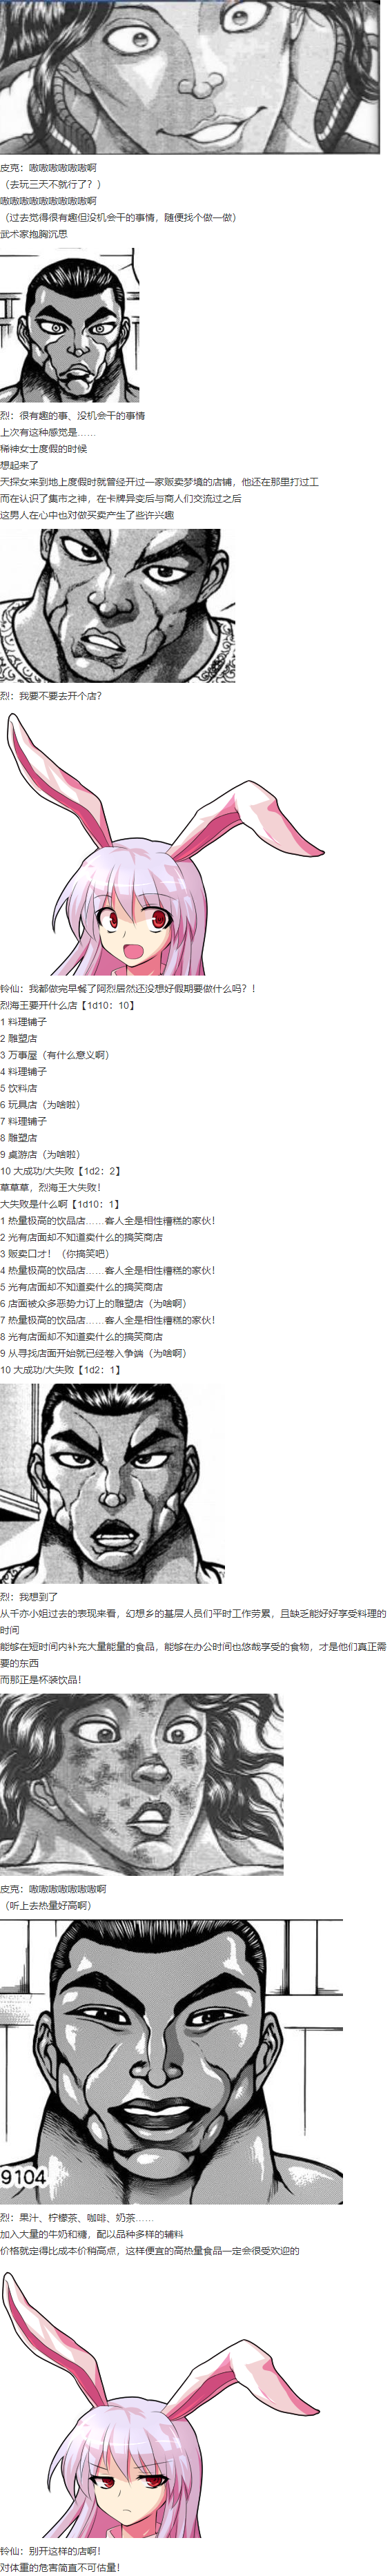 皮克：嗷嗷嗷嗷嗷嗷啊
（去玩三天不就行了？）
嗷嗷嗷嗷嗷嗷嗷嗷啊
（过去觉得很有趣但没机会干的事情，随便找个做一做）
武术家抱胸沉思
烈：很有趣的事、没机会干的事情
上次有这种感觉是……
稀神女士度假的时候
想起来了
天探女来到地上度假时就曾经开过一家贩卖梦境的店铺，他还在那里打过工
而在认识了集市之神，在卡牌异变后与商人们交流过之后
这男人在心中也对做买卖产生了些许兴趣
烈：我要不要去开个店？
铃仙：我都做完早餐了阿烈居然还没想好假期要做什么吗？！
烈海王要开什么店【1d10：10】
1 料理铺子
2 雕塑店
3 万事屋（有什么意义啊）
4 料理铺子
5 饮料店
6 玩具店（为啥啦）
7 料理铺子
8 雕塑店
9 桌游店（为啥啦）
10 大成功/大失败【1d2：2】
草草草，烈海王大失败！
大失败是什么啊【1d10：1】
1 热量极高的饮品店……客人全是相性糟糕的家伙！
2 光有店面却不知道卖什么的搞笑商店
3 贩卖口才！（你搞笑吧）
4 热量极高的饮品店……客人全是相性糟糕的家伙！
5 光有店面却不知道卖什么的搞笑商店
6 店面被众多恶势力订上的雕塑店（为啥啊）
7 热量极高的饮品店……客人全是相性糟糕的家伙！
8 光有店面却不知道卖什么的搞笑商店
9 从寻找店面开始就已经卷入争端（为啥啊）
10 大成功/大失败【1d2：1】
烈：我想到了
从千亦小姐过去的表现来看，幻想乡的基层人员们平时工作劳累，且缺乏能好好享受料理的
时间
能够在短时间内补充大量能量的食品，能够在办公时间也悠哉享受的食物，才是他们真正需
要的东西
而那正是杯装饮品！
皮克：嗷嗷嗷嗷嗷嗷嗷啊
（听上去热量好高啊）
9104
烈：果汁、柠檬茶、咖啡、奶茶……
加入大量的牛奶和糖，配以品种多样的辅料
价格就定得比成本价稍高点，这样便宜的高热量食品一定会很受欢迎的
铃仙：别开这样的店啊！
对体重的危害简直不可估量！